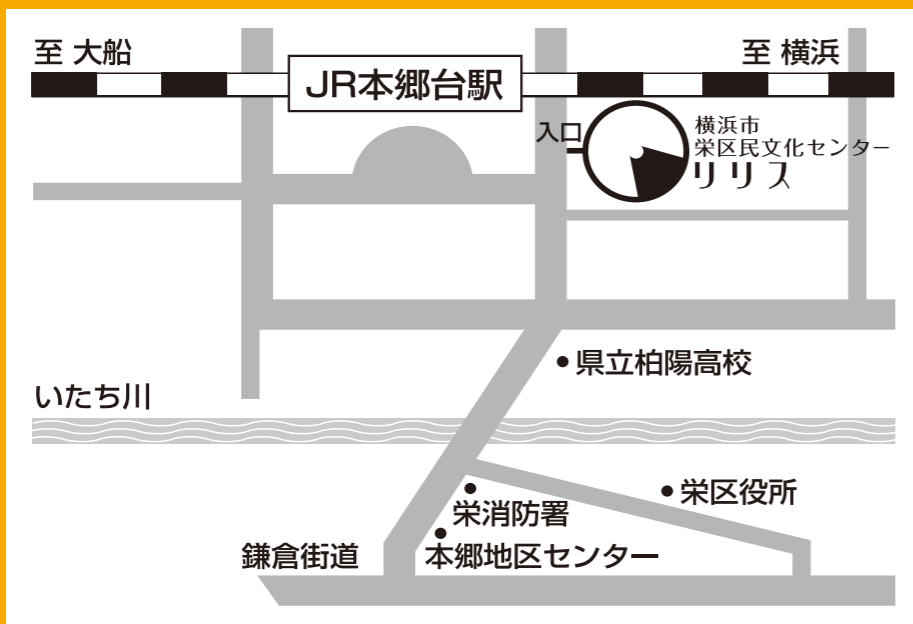 至 大船
至 横浜
JR本郷台駅
入口
横浜市
栄区民文化センター
リリス
県立柏陽高校
いたち川
栄区役所
栄消防署
鎌倉街道
本郷地区センター